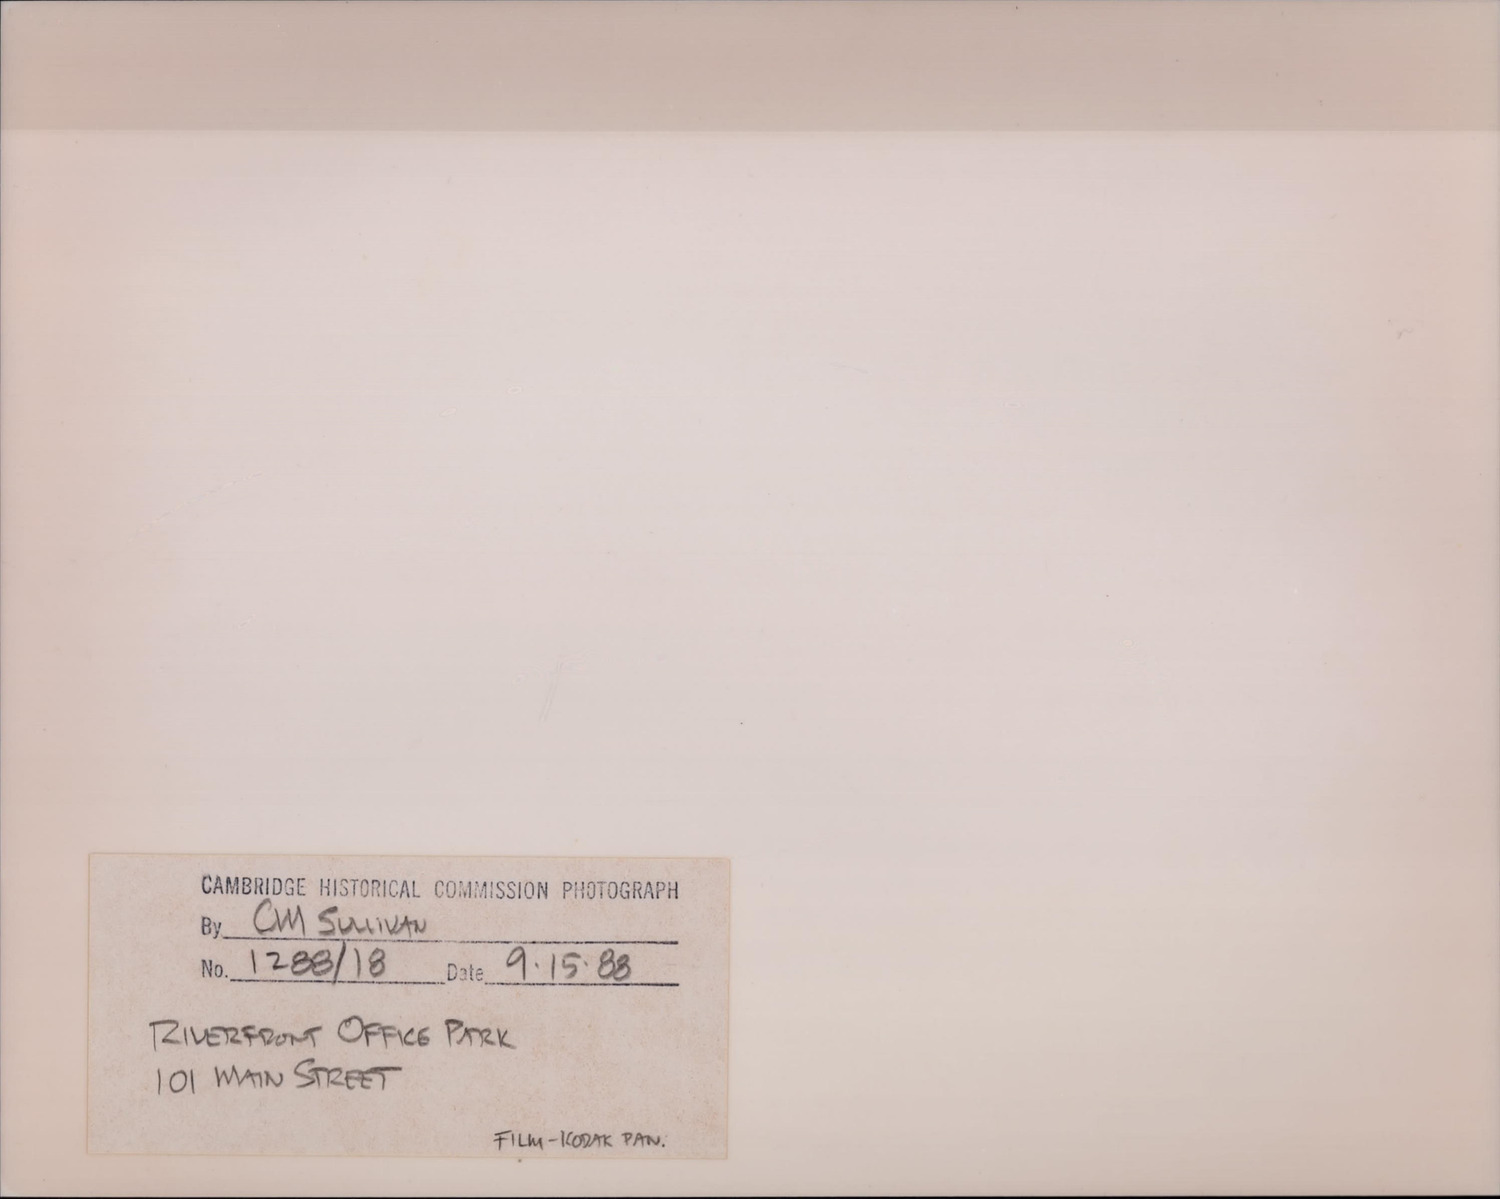 CAMBRIDGE HISTORICAL COMMISSION PHOTOGRAPH
By CM SULLIVAN
No. 1288/18 Date 9.15.88
RIVERFRONT OFFICE PARK
101 MAIN STREET
FILM-KODAK PAN.